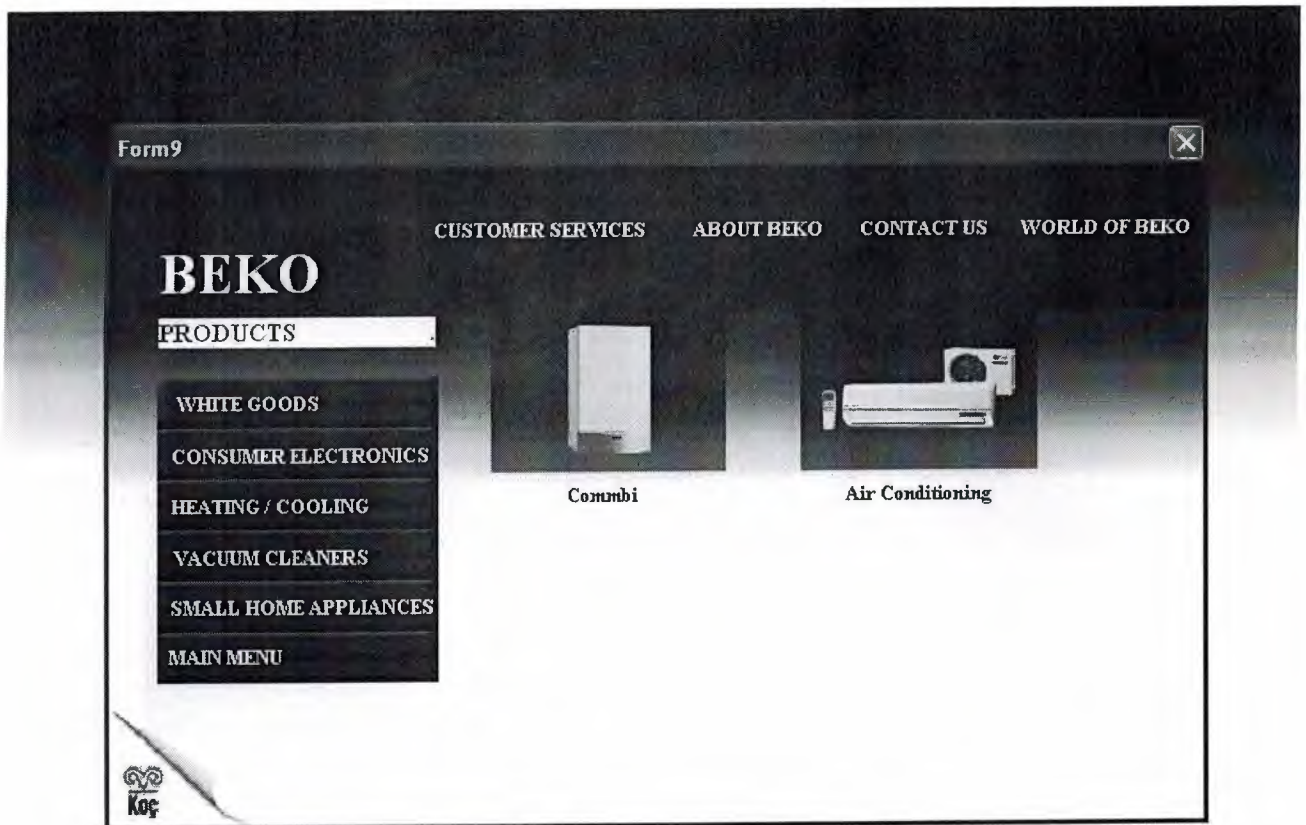 Form9
CUSTOMER SERVICES ABOUT BEKO CONTACT US WORLD OF BEKO
BEKO
PRODUCTS .
WHITE GOODS
CONSUMER ELECTRONICS
HEATING / COOLING
VACUUM CLEANERS
SMALL HOME APPLIANCES
MAIN MENU
Commbi
Air Conditioning
Koç